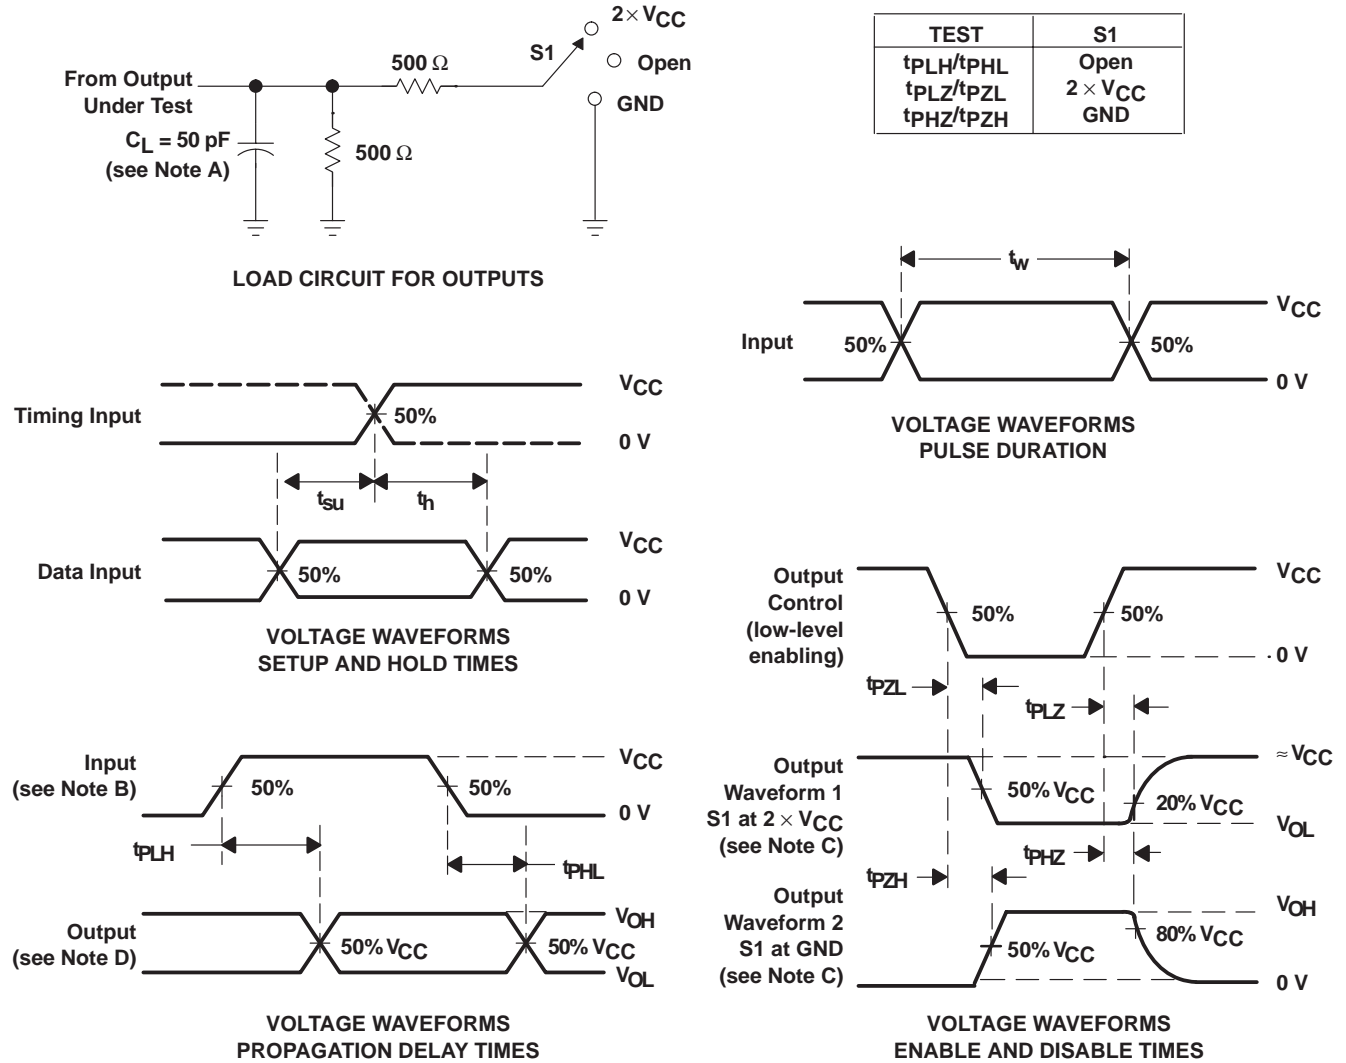 2 × VCC
S1
Open
GND
500 Ω
From Output
Under Test
CL = 50 pF
(see Note A)
500 Ω
LOAD CIRCUIT FOR OUTPUTS
TEST S1
tPLH/tPHL Open
tPLZ/tPZL 2 × VCC
tPHZ/tPZH GND
tw
Input
50%
50%
VCC
0 V
VOLTAGE WAVEFORMS
PULSE DURATION
Timing Input
50%
VCC
0 V
tsu
th
Data Input
50%
50%
VCC
0 V
VOLTAGE WAVEFORMS
SETUP AND HOLD TIMES
Input
(see Note B)
50%
50%
VCC
0 V
tPLH
tPHL
Output
(see Note D)
50% VCC
50% VCC
VOH
VOL
VOLTAGE WAVEFORMS
PROPAGATION DELAY TIMES
Output
Control
(low-level
enabling)
50%
50%
VCC
0 V
tPZL
tPLZ
Output
Waveform 1
S1 at 2 × VCC
(see Note C)
50% VCC
20% VCC
≈ VCC
VOL
tPHZ
tPZH
Output
Waveform 2
S1 at GND
(see Note C)
50% VCC
80% VCC
VOH
0 V
VOLTAGE WAVEFORMS
ENABLE AND DISABLE TIMES